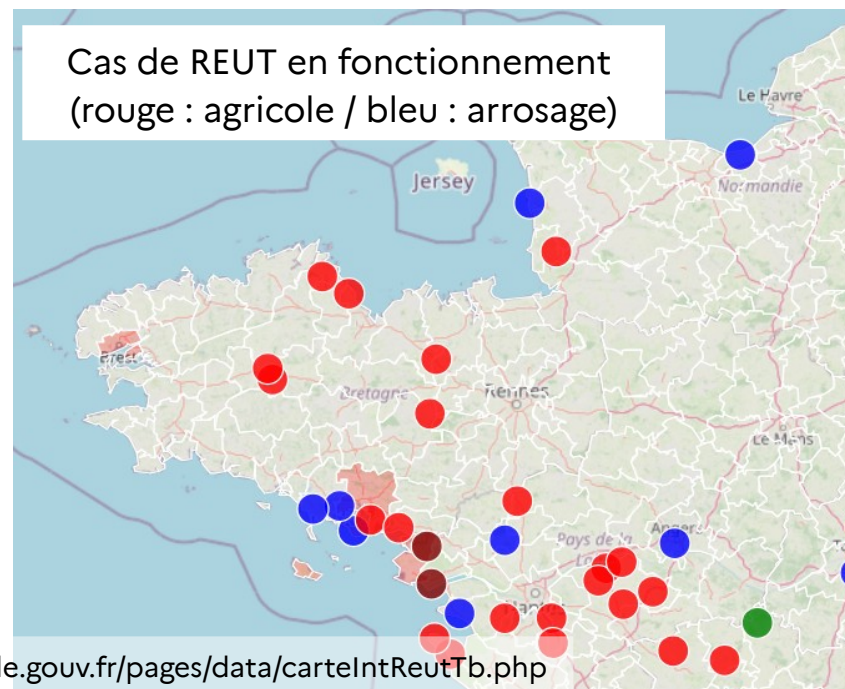 Cas de REUT en fonctionnement
(rouge : agricole / bleu : arrosage)
Le Havre
Normandie
Jersey
Brest
Bretagne
Rennes
Le Mans
Pays de la
Angers
Nantes
le.gouv.fr/pages/data/carteIntReutTb.php